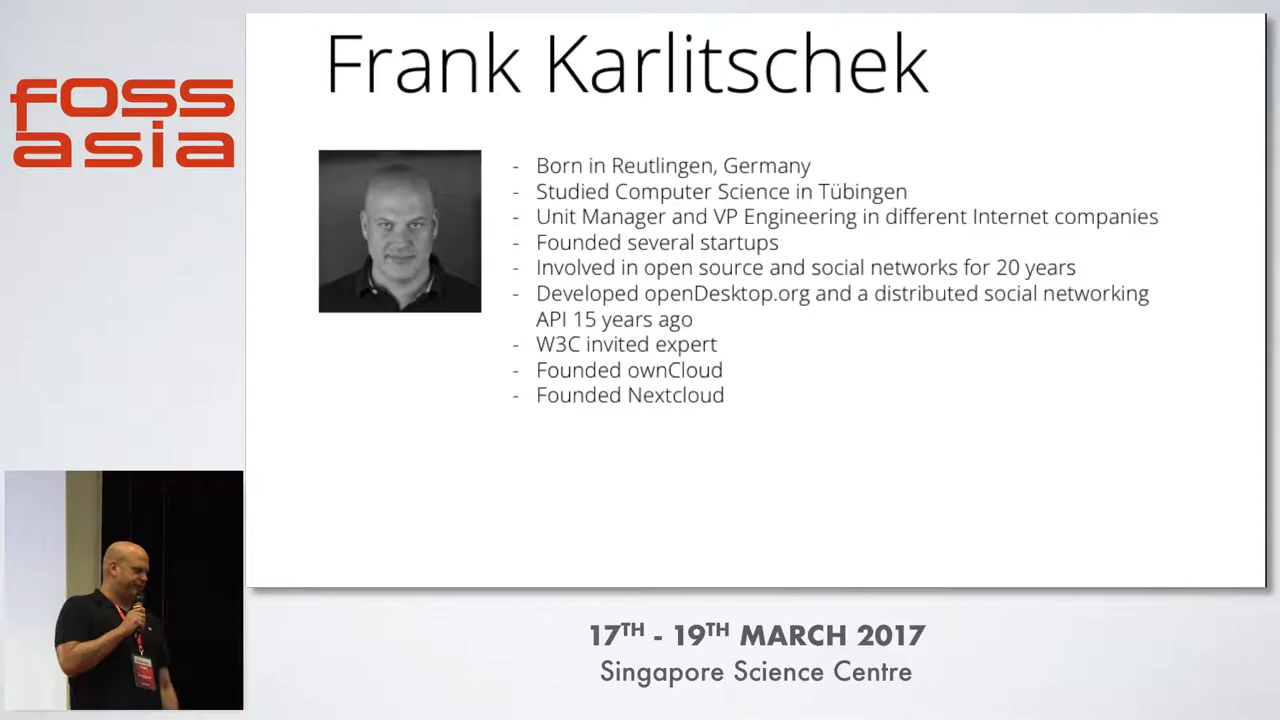 foss
asia
Frank Karlitschek
- Born in Reutlingen, Germany
- Studied Computer Science in Tübingen
- Unit Manager and VP Engineering in different Internet companies
- Founded several startups
- Involved in open source and social networks for 20 years
- Developed openDesktop.org and a distributed social networking
API 15 years ago
- W3C invited expert
- Founded ownCloud
- Founded Nextcloud
17TH - 19TH MARCH 2017
Singapore Science Centre